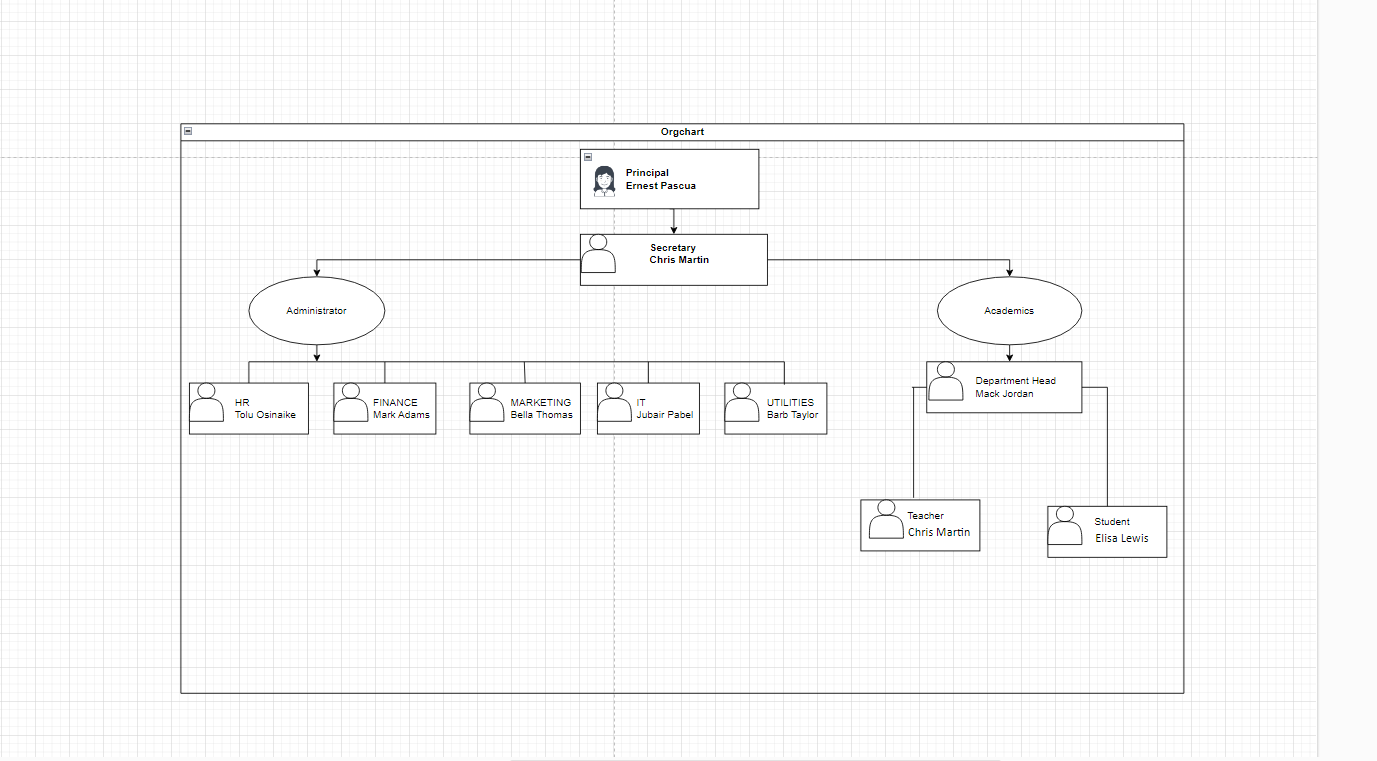 Orgchart
Principal
Ernest Pascua
Secretary
Chris Martin
Administrator
Academics
HR
Tolu Osinaike
FINANCE
Mark Adams
MARKETING
Bella Thomas
IT
Jubair Pabel
UTILITIES
Barb Taylor
Department Head
Mack Jordan
Teacher
Chris Martin
Student
Elisa Lewis